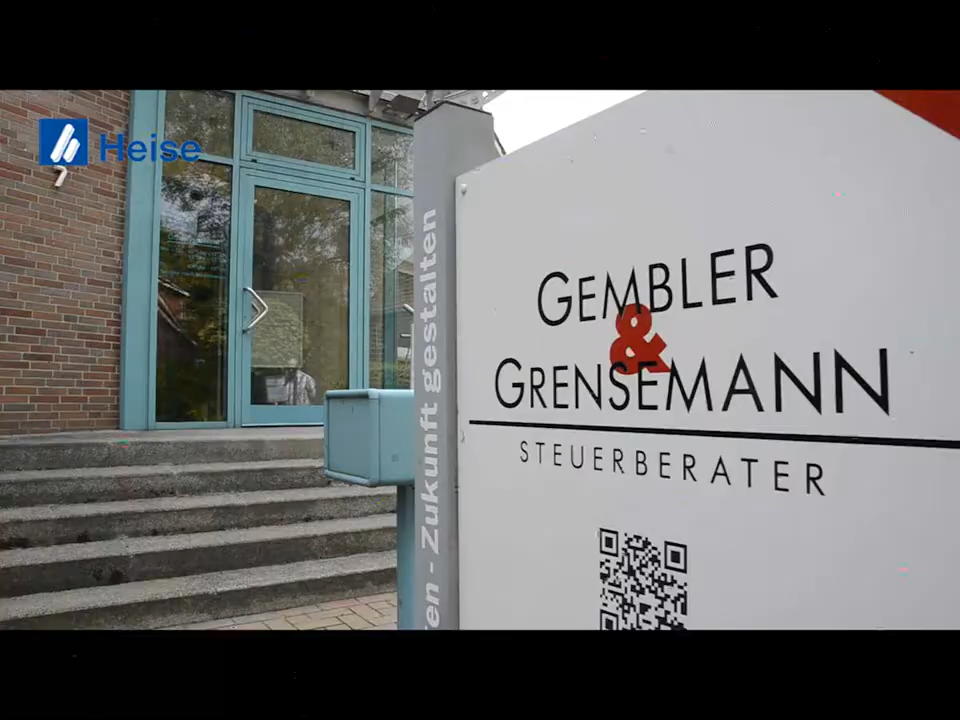 Heise
GEMBLER
&
GRENSEMANN
STEUERBERATER
- Zukunft gestalten